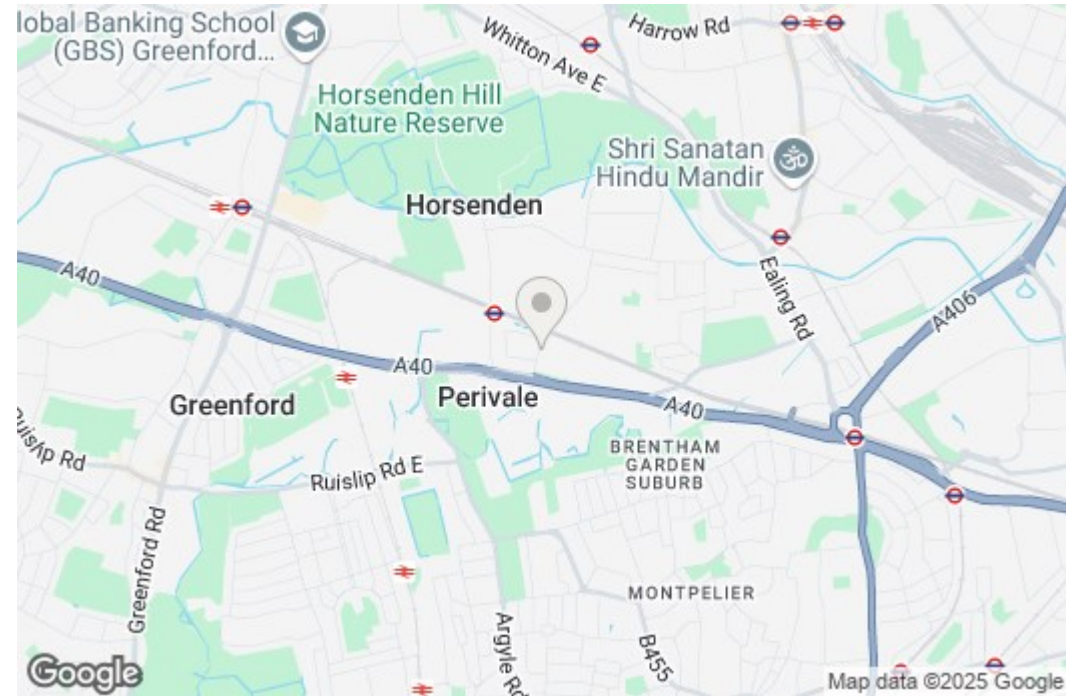 lobal Banking School
(GBS) Greenford...
Whitton Ave E
Harrow Rd
Horsenden Hill
Nature Reserve
Shri Sanatan
Hindu Mandir
Horsenden
A40
Ealing Rd
A406
A40
Greenford
Perivale
A40
BRENTHAM
GARDEN
SUBURB
Ruislip Rd
Ruislip Rd E
Greenford Rd
MONTPELIER
Argyle Rd
B455
Google
Map data ©2025 Google